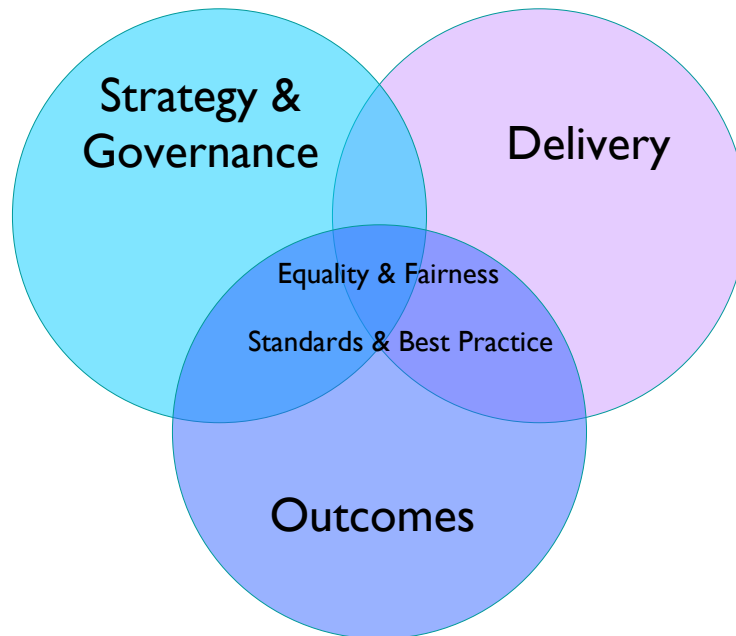 Strategy &
Governance
Delivery
Equality & Fairness
Standards & Best Practice
Outcomes